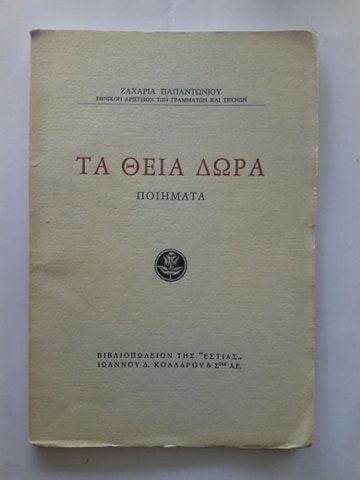 ΖΑΧΑΡΙΑ ΠΑΠΑΝΤΩΝΙΟΥ
ΕΘΝΙΚΟΝ ΑΡΙΣΤΕΙΟΝ ΤΩΝ ΓΡΑΜΜΑΤΩΝ ΚΑΙ ΤΕΧΝΩΝ
ΤΑ ΘΕΙΑ ΔΩΡΑ
ΠΟΙΗΜΑΤΑ
ΒΙΒΛΙΟΠΩΛΕΙΟΝ ΤΗΣ "ΕΣΤΙΑΣ„
ΙΩΑΝΝΟΥ Δ. ΚΟΛΛΑΡΟΥ & Σιας Α.Ε.